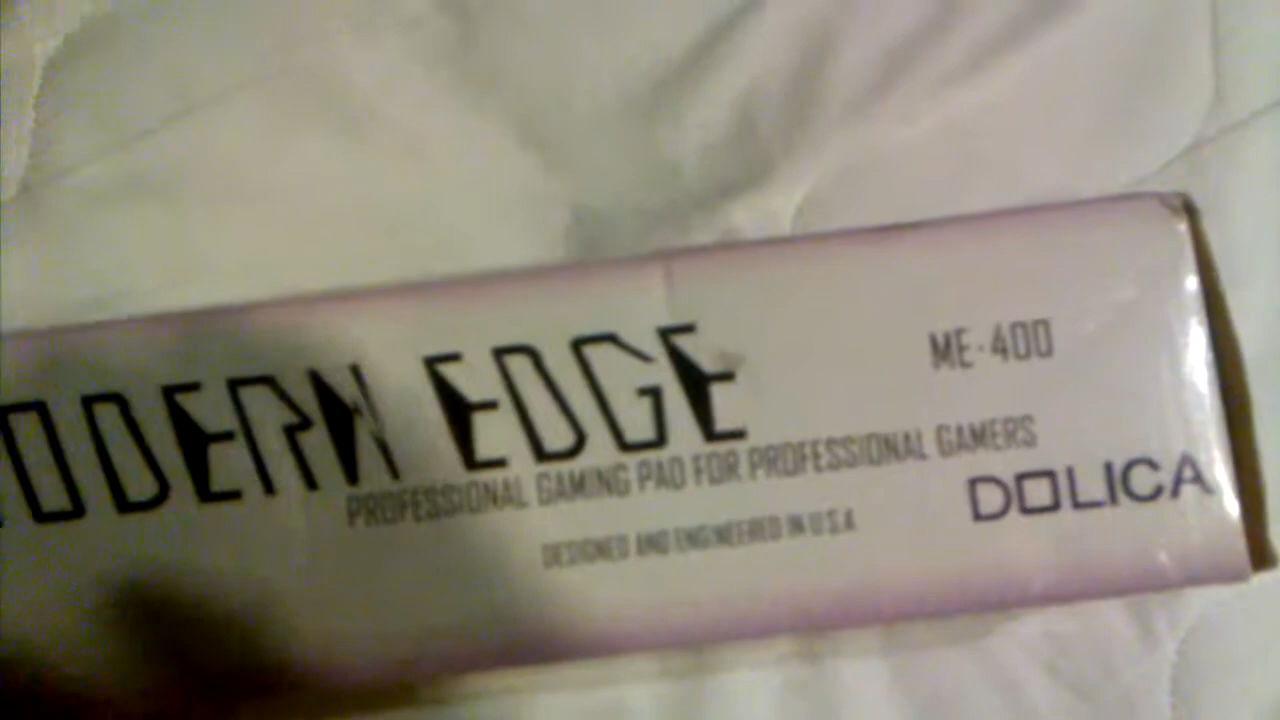 ODERN EDGE
ME-400
PROFESSIONAL GAMING PAD FOR PROFESSIONAL GAMERS
DOLICA
DESIGNED AND ENGINEERED IN U.S.A